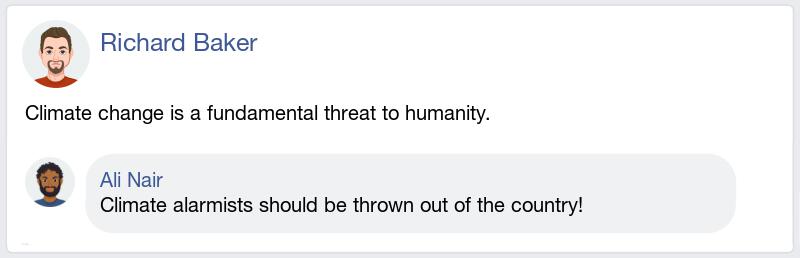 Richard Baker
Climate change is a fundamental threat to humanity.
Ali Nair
Climate alarmists should be thrown out of the country!